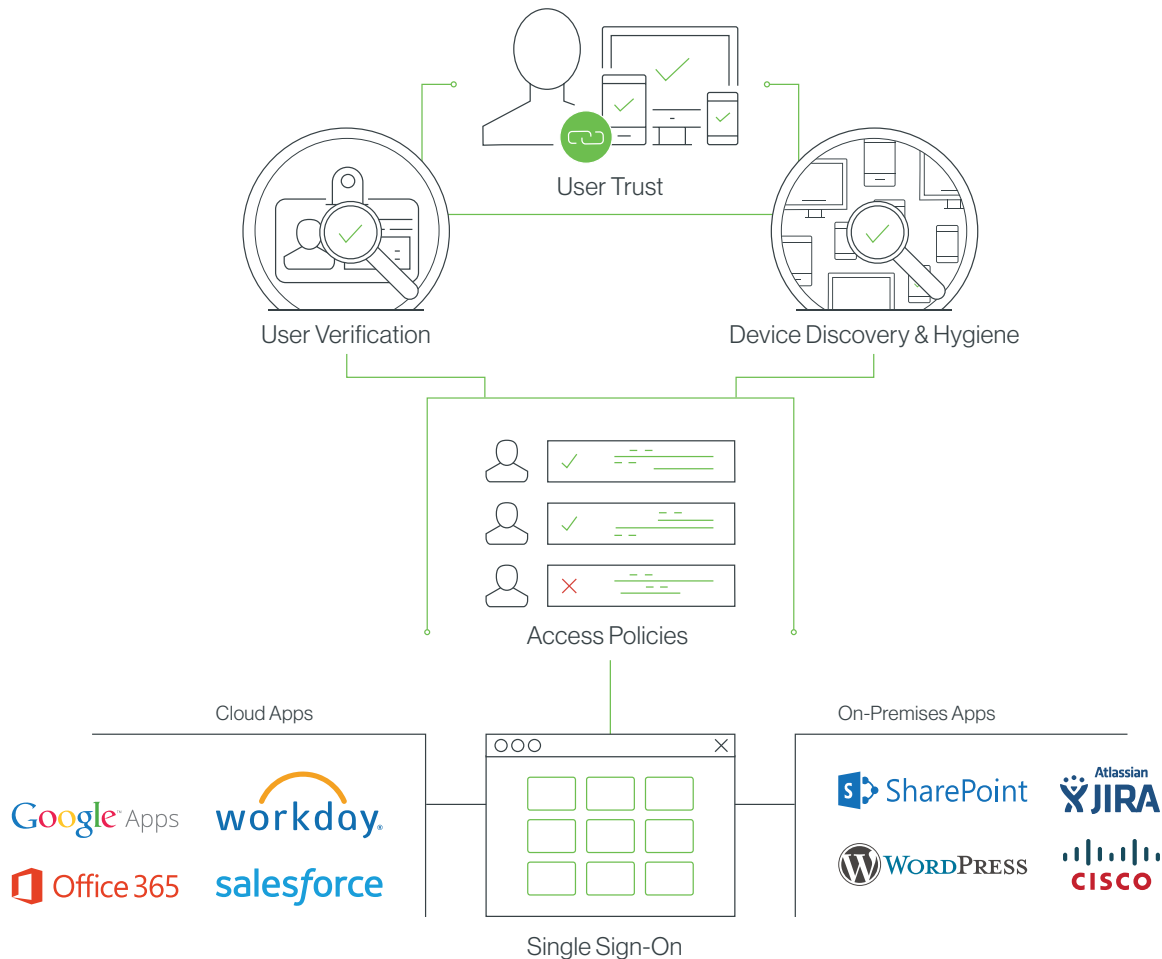 User Trust
User Verification
Device Discovery & Hygiene
Access Policies
Cloud Apps
On-Premises Apps
Google™ Apps
workday®
Office 365
salesforce
S SharePoint
Atlassian
JIRA
W WORDPRESS
CISCO
Single Sign-On